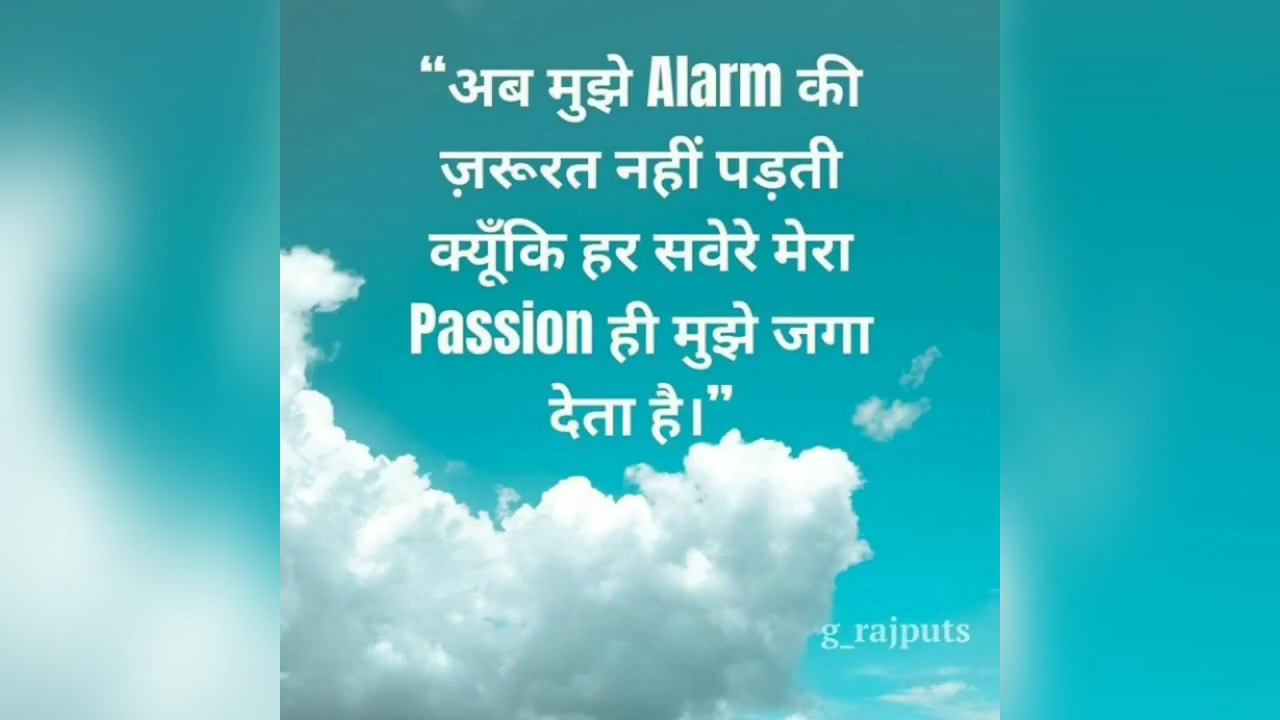 “अब मुझे Alarm की
ज़रूरत नहीं पड़ती
क्यूँकि हर सवेरे मेरा
Passion ही मुझे जगा
देता है।”
g_rajputs